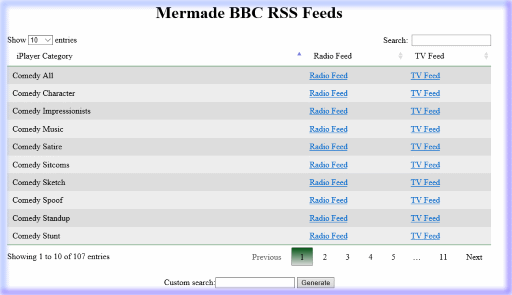 Mermade BBC RSS Feeds
Show 10 entries Search:
iPlayer Category Radio Feed TV Feed
Comedy All Radio Feed TV Feed
Comedy Character Radio Feed TV Feed
Comedy Impressionists Radio Feed TV Feed
Comedy Music Radio Feed TV Feed
Comedy Satire Radio Feed TV Feed
Comedy Sitcoms Radio Feed TV Feed
Comedy Sketch Radio Feed TV Feed
Comedy Spoof Radio Feed TV Feed
Comedy Standup Radio Feed TV Feed
Comedy Stunt Radio Feed TV Feed
Showing 1 to 10 of 107 entries Previous 1 2 3 4 5 … 11 Next
Custom search: Generate